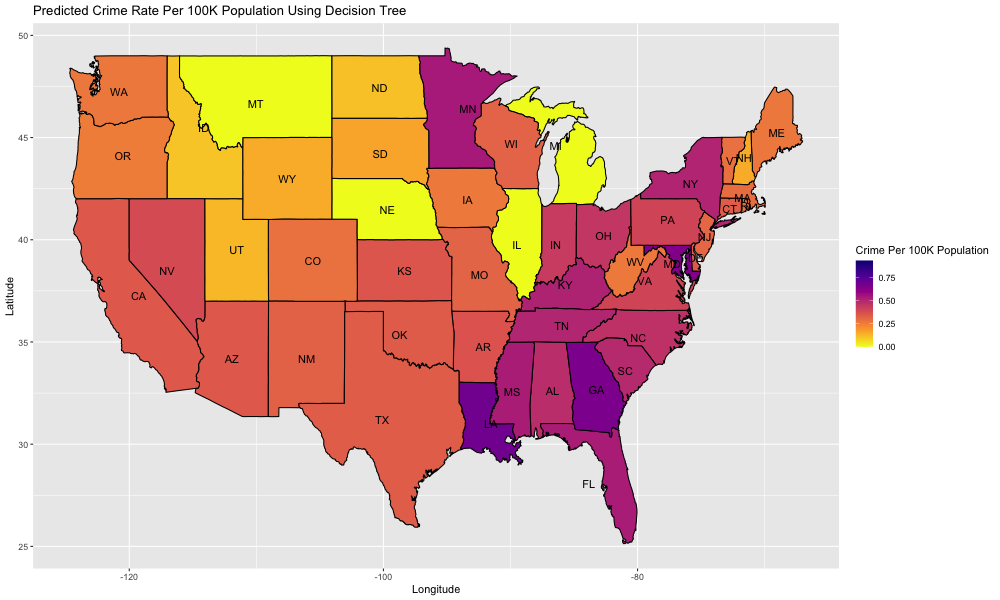 Predicted Crime Rate Per 100K Population Using Decision Tree
50
45
40
35
30
25
Latitude
-120
-100
-80
Longitude
WA
MT
ND
MN
ID
OR
SD
WI
MI
ME
VT
NH
WY
NE
IA
NY
MA
CT
PA
NJ
NV
UT
CO
KS
MO
IL
IN
OH
WV
VA
KY
CA
AZ
NM
OK
AR
TN
NC
SC
MS
AL
GA
TX
LA
FL
Crime Per 100K Population
0.75
0.50
0.25
0.00